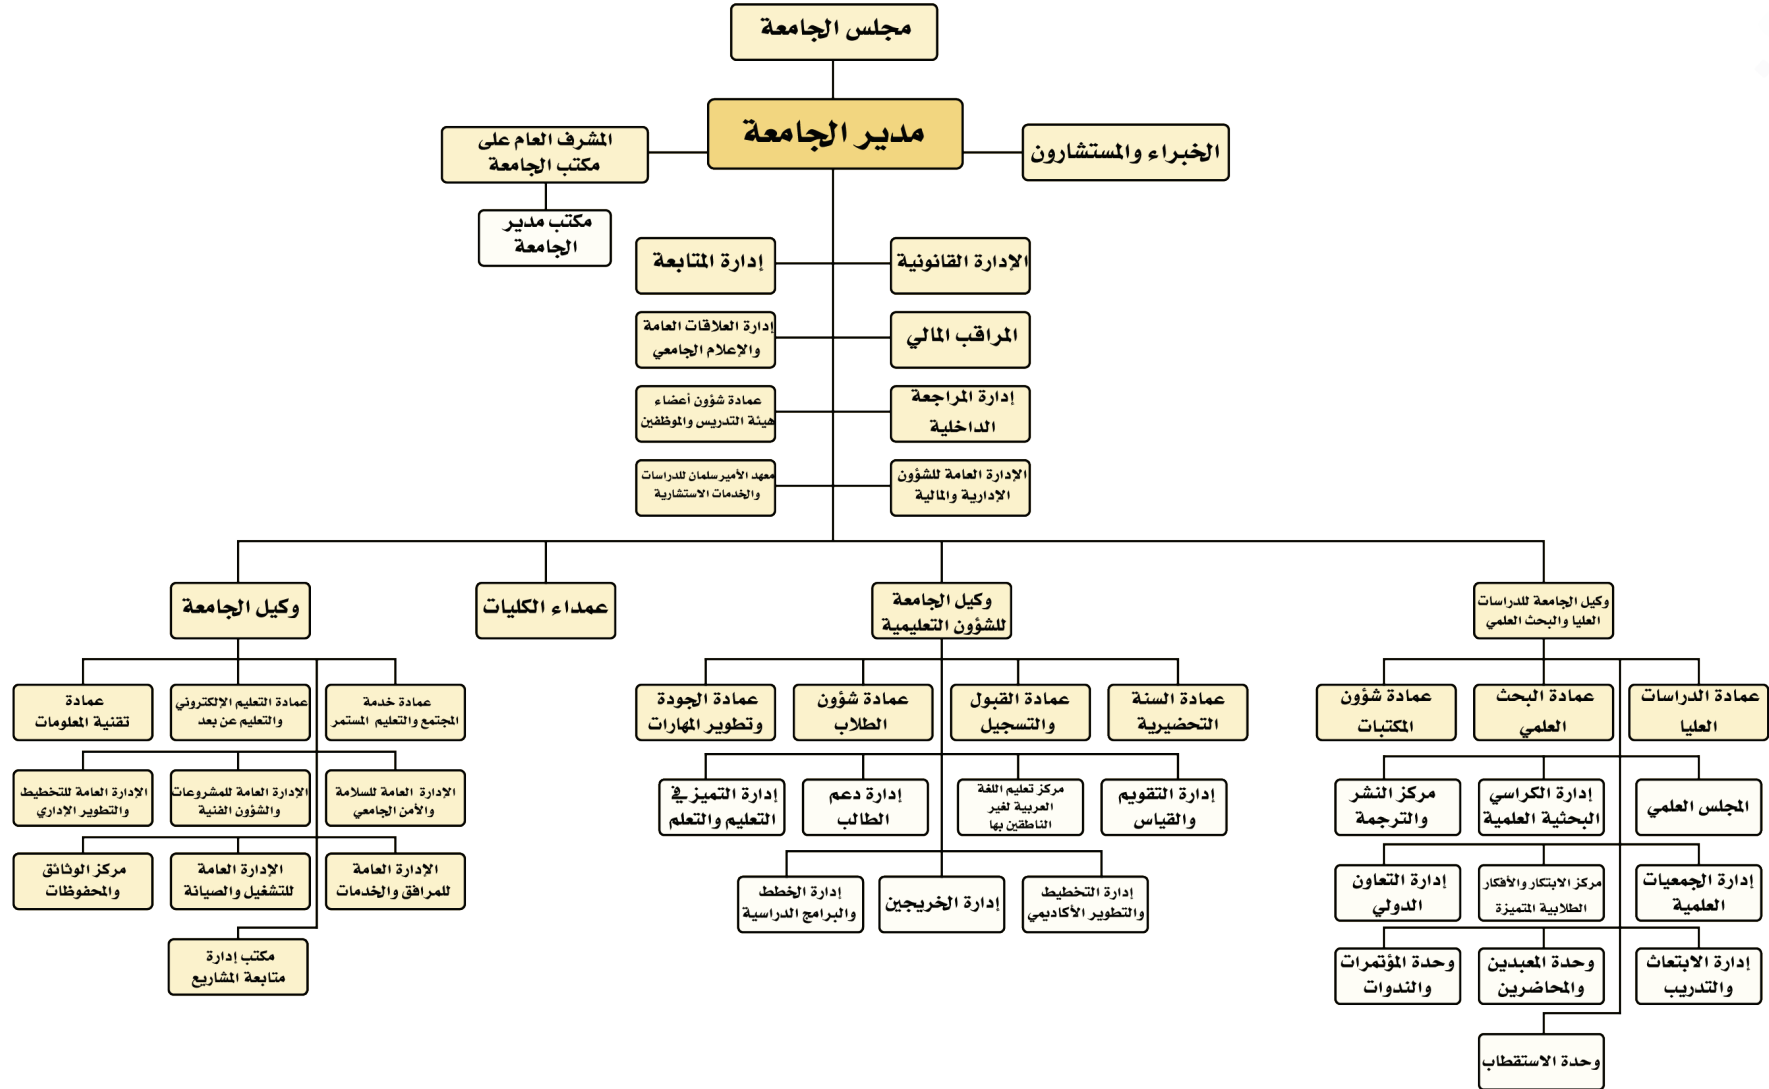 مجلس الجامعة
مدير الجامعة
الخبراء والمستشارون
المشرف العام على
مكتب الجامعة
مكتب مدير
الجامعة
الإدارة القانونية
إدارة المتابعة
المراقب المالي
إدارة العلاقات العامة
والإعلام الجامعي
إدارة المراجعة
الداخلية
عمادة شؤون أعضاء
هيئة التدريس والموظفين
الإدارة العامة للشؤون
الإدارية والمالية
معهد الأمير سلمان للدراسات
والخدمات الاستشارية
وكيل الجامعة للدراسات
العليا والبحث العلمي
وكيل الجامعة
للشؤون التعليمية
عمداء الكليات
وكيل الجامعة
عمادة الدراسات
العليا
عمادة البحث
العلمي
عمادة شؤون
المكتبات
المجلس العلمي
إدارة الكراسي
البحثية العلمية
مركز النشر
والترجمة
إدارة الجمعيات
العلمية
مركز الابتكار والأفكار
الطلابية المتميزة
إدارة التعاون
الدولي
إدارة الابتعاث
والتدريب
وحدة المعبدين
والمحاضرين
وحدة المؤتمرات
والندوات
وحدة الاستقطاب
عمادة السنة
التحضيرية
عمادة القبول
والتسجيل
عمادة شؤون
الطلاب
عمادة الجودة
وتطوير المهارات
إدارة التقويم
والقياس
مركز تعليم اللغة
العربية لغير
الناطقين بها
إدارة دعم
الطالب
إدارة التميز في
التعليم والتعلم
إدارة التخطيط
والتطوير الأكاديمي
إدارة الخريجين
إدارة الخطط
والبرامج الدراسية
عمادة خدمة
المجتمع والتعليم المستمر
عمادة التعليم الإلكتروني
والتعليم عن بعد
عمادة
تقنية المعلومات
الإدارة العامة للسلامة
والأمن الجامعي
الإدارة العامة للمشروعات
والشؤون الفنية
الإدارة العامة للتخطيط
والتطوير الإداري
الإدارة العامة
للمرافق والخدمات
الإدارة العامة
للتشغيل والصيانة
مركز الوثائق
والمحفوظات
مكتب إدارة
متابعة المشاريع